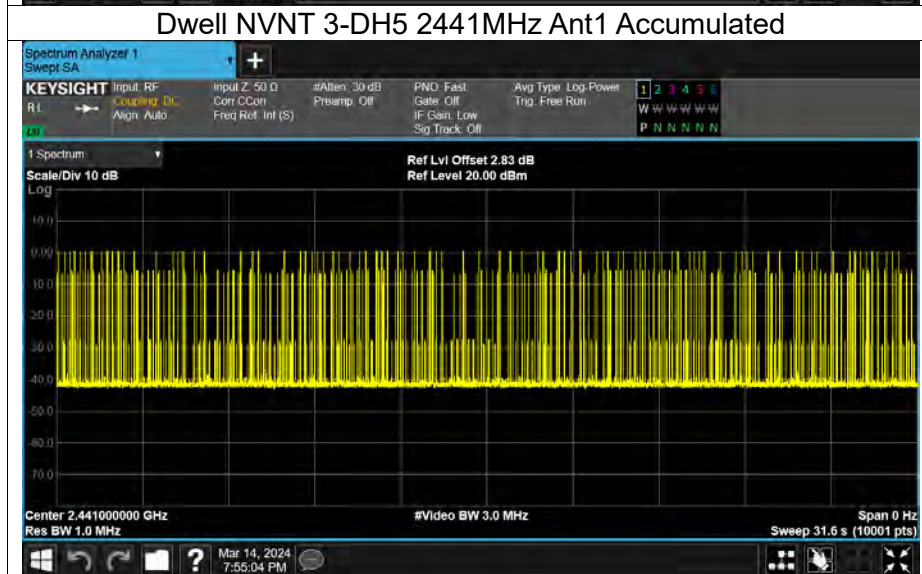 Dwell NVNT 3-DH5 2441MHz Ant1 Accumulated
Spectrum Analyzer 1
Swept SA
+
KEYSIGHT Input: RF Input Z: 50 Ω #Atten: 30 dB PNO: Fast Avg Type: Log-Power 1 2 3 4 5 6
RL Coupling: DC Corr CCorr Preamp: Off Gate: Off Trig: Free Run W W W W W W
Align: Auto Freq Ref: Int (S) IF Gain: Low
LXI Sig Track: Off P N N N N N
1 Spectrum Ref Lvl Offset 2.83 dB
Scale/Div 10 dB Ref Level 20.00 dBm
Log
10.0
0.00
-10.0
-20.0
-30.0
-40.0
-50.0
-60.0
-70.0
Center 2.441000000 GHz #Video BW 3.0 MHz Span 0 Hz
Res BW 1.0 MHz Sweep 31.6 s (10001 pts)
? Mar 14, 2024
7:55:04 PM